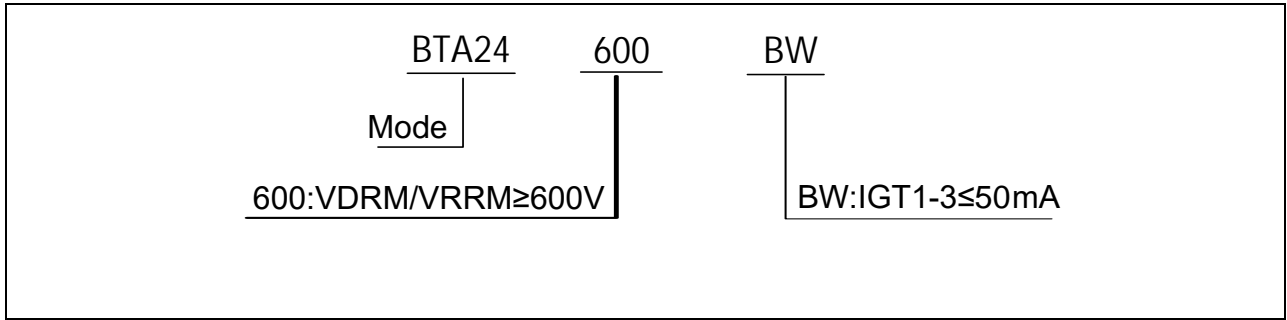 BTA24 600 BW
Mode
600:VDRM/VRRM≥600V BW:IGT1-3≤50mA